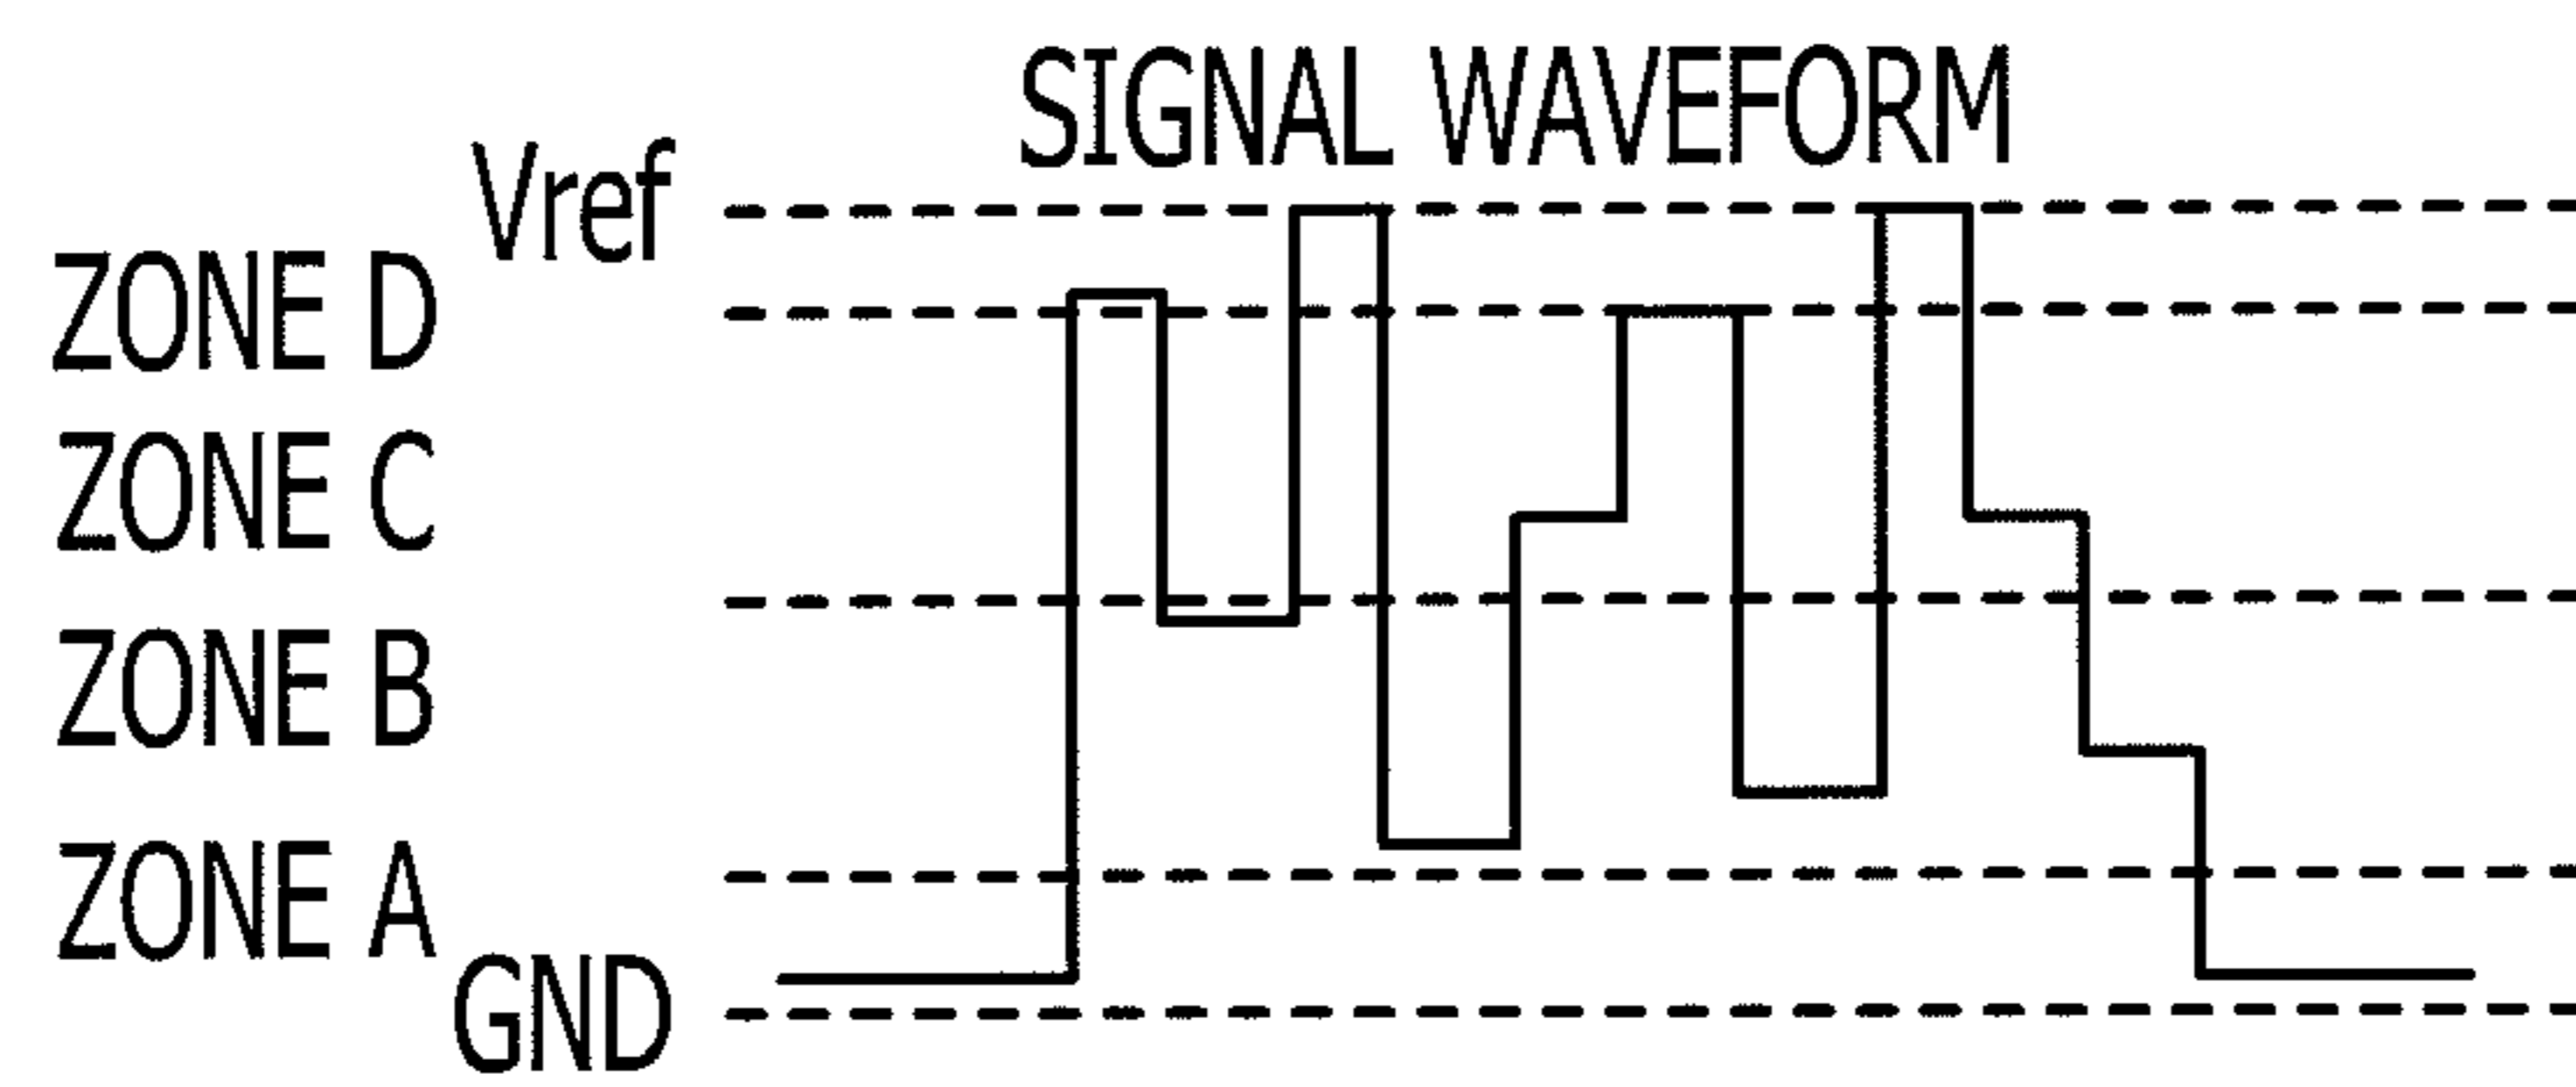 SIGNAL WAVEFORM
Vref
ZONE D
ZONE C
ZONE B
ZONE A
GND